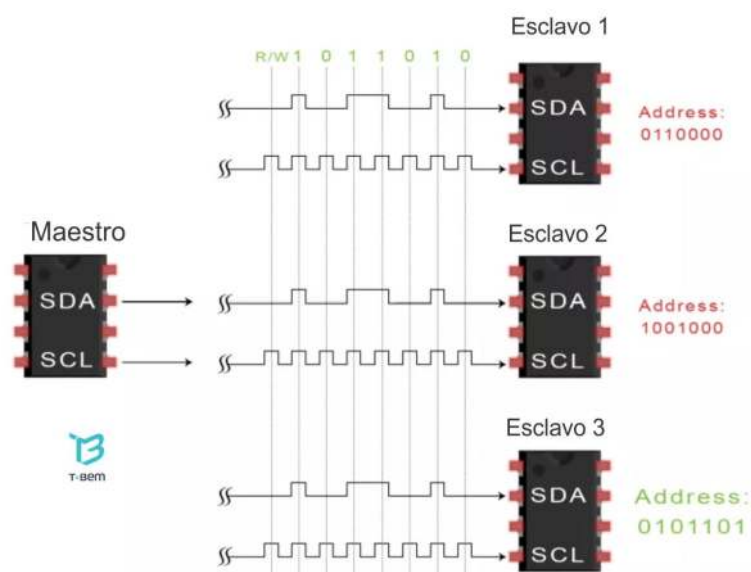 Esclavo 1
R/W 1 0 1 1 0 1 0
SDA
SCL
Address:
0110000
Maestro
SDA
SCL
Esclavo 2
SDA
SCL
Address:
1001000
T-Bem
Esclavo 3
SDA
SCL
Address:
0101101